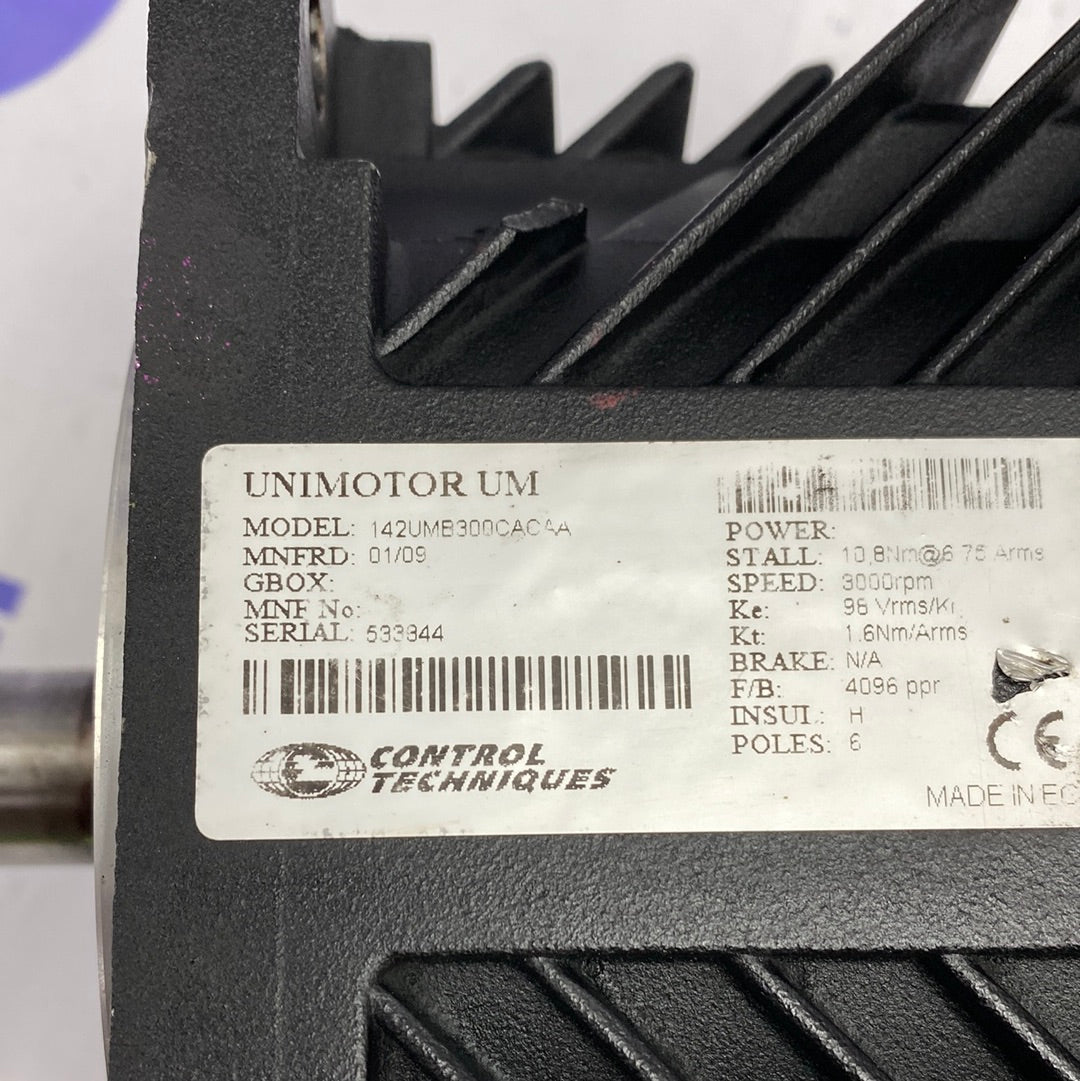 UNIMOTOR UM
MODEL: 142UMB300CACAA
MNFRD: 01/09
GBOX:
MNF No:
SERIAL: 533844
CONTROL
TECHNIQUES
POWER:
STALL: 10,8Nm@6.75 Arms
SPEED: 3000rpm
Ke: 98 Vrms/Kr
Kt: 1.6Nm/Arms
BRAKE: N/A
F/B: 4096 ppr
INSUL: H
POLES: 6
CE
MADE IN EC